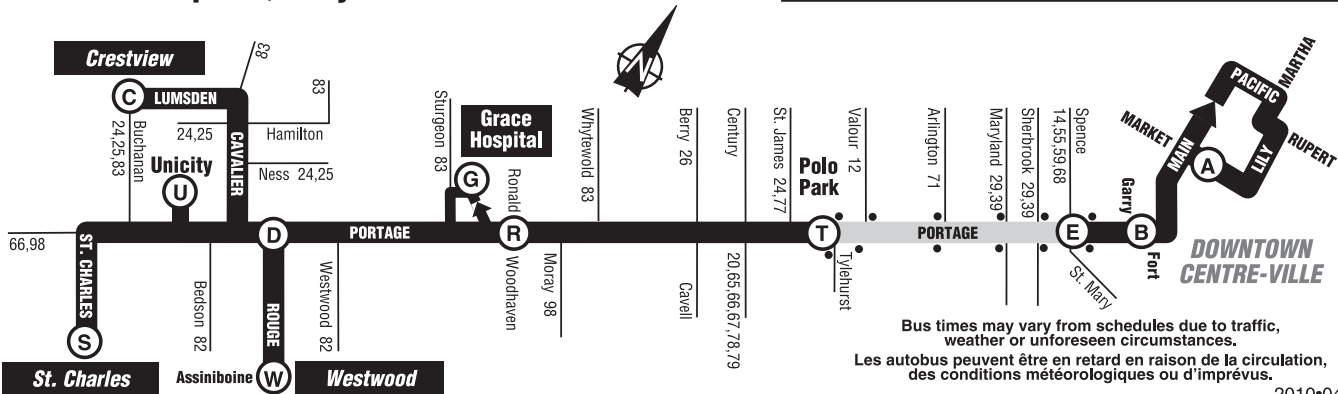 Crestview
C
LUMSDEN
83
83
Buchanan
24,25,83
24,25
Hamilton
CAVALIER
Ness 24,25
Unicity
U
Sturgeon 83
Grace
Hospital
G
Ronald
Whytewold 83
N
Berry 26
Century
St. James 24,77
Polo
Park
Valour 12
Arlington 71
Maryland 29,39
Sherbrook 29,39
Spence
14,55,59,68
Garry
MARKET
MAIN
PACIFIC
MARTHA
A
LILY
RUPERT
66,98
ST. CHARLES
D
PORTAGE
R
T
PORTAGE
E
B
Fort
DOWNTOWN
CENTRE-VILLE
S
St. Charles
Bedson 82
ROUGE
Westwood 82
Assiniboine
W
Westwood
Woodhaven
Moray 98
Cavell
20,65,66,67,78,79
Tylehurst
St. Mary
Bus times may vary from schedules due to traffic,
weather or unforeseen circumstances.
Les autobus peuvent être en retard en raison de la circulation,
des conditions météorologiques ou d'imprévus.